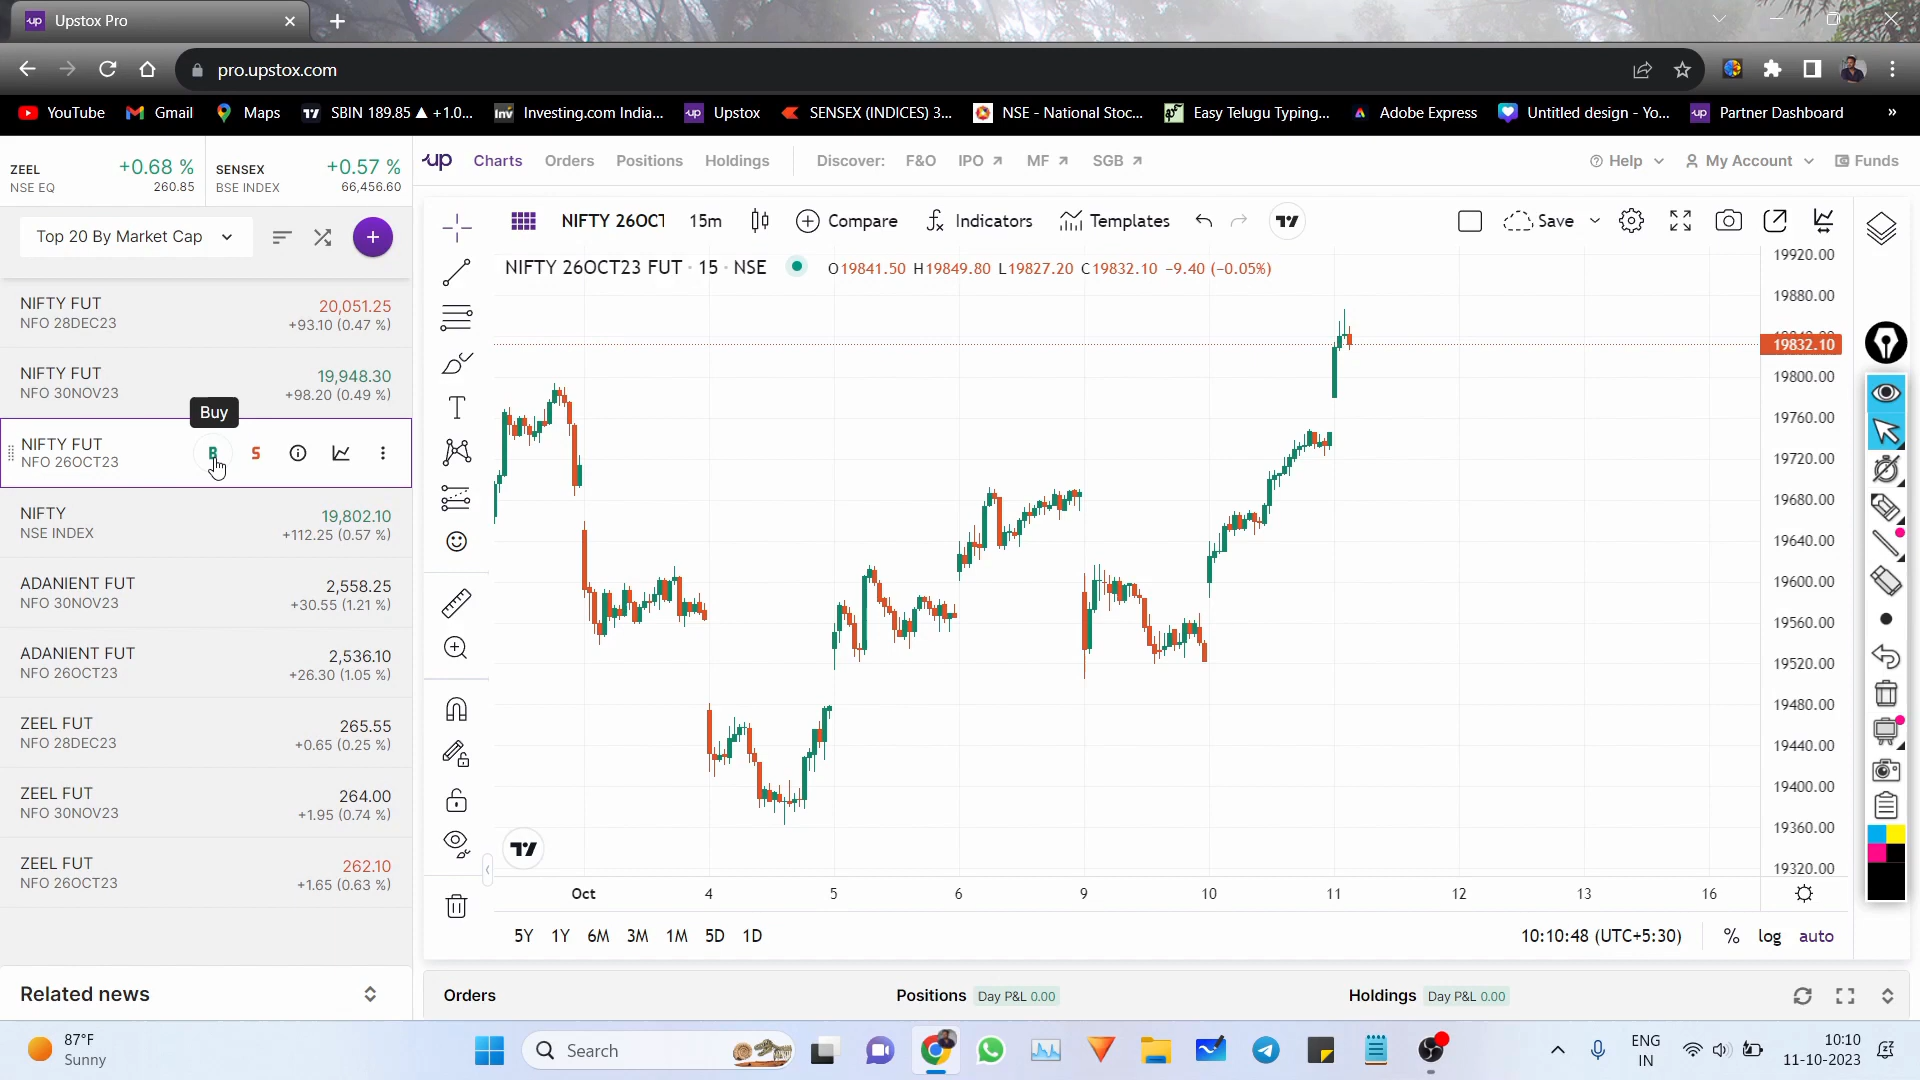 up Upstox Pro
pro.upstox.com
YouTube Gmail Maps SBIN 189.85 ▲ +1.0... Inv Investing.com India... up Upstox SENSEX (INDICES) 3... NSE - National Stoc... Easy Telugu Typing... Adobe Express Untitled design - Yo... up Partner Dashboard »
ZEEL +0.68 %
NSE EQ 260.85
SENSEX +0.57 %
BSE INDEX 66,456.60
up Charts Orders Positions Holdings Discover: F&O IPO ↗ MF ↗ SGB ↗ Help My Account Funds
Top 20 By Market Cap
NIFTY 26OCT 15m Compare Indicators Templates Save
NIFTY 26OCT23 FUT · 15 · NSE O19841.50 H19849.80 L19827.20 C19832.10 −9.40 (−0.05%)
NIFTY FUT 20,051.25
NFO 28DEC23 +93.10 (0.47 %)
NIFTY FUT 19,948.30
NFO 30NOV23 +98.20 (0.49 %)
Buy
NIFTY FUT B S
NFO 26OCT23
NIFTY 19,802.10
NSE INDEX +112.25 (0.57 %)
ADANIENT FUT 2,558.25
NFO 30NOV23 +30.55 (1.21 %)
ADANIENT FUT 2,536.10
NFO 26OCT23 +26.30 (1.05 %)
ZEEL FUT 265.55
NFO 28DEC23 +0.65 (0.25 %)
ZEEL FUT 264.00
NFO 30NOV23 +1.95 (0.74 %)
ZEEL FUT 262.10
NFO 26OCT23 +1.65 (0.63 %)
19920.00
19880.00
19832.10
19800.00
19760.00
19720.00
19680.00
19640.00
19600.00
19560.00
19520.00
19480.00
19440.00
19400.00
19360.00
19320.00
Oct 4 5 6 9 10 11 12 13 16
5Y 1Y 6M 3M 1M 5D 1D 10:10:48 (UTC+5:30) % log auto
Related news
Orders Positions Day P&L 0.00 Holdings Day P&L 0.00
87°F
Sunny
Search
ENG
IN
10:10
11-10-2023